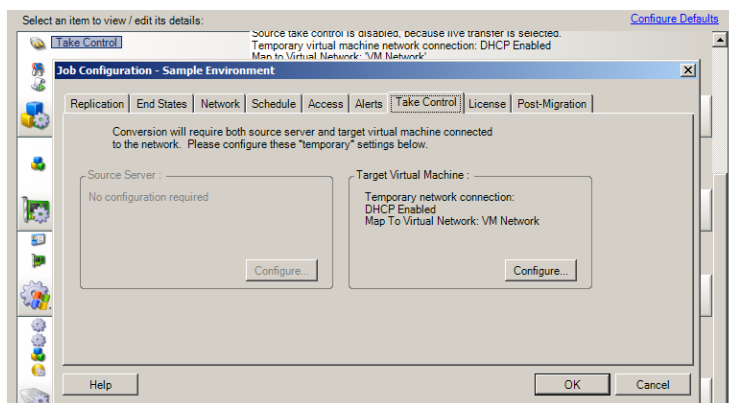 Select an item to view / edit its details:
Configure Defaults
Take Control
Source take control is disabled, because live transfer is selected.
Temporary virtual machine network connection: DHCP Enabled
Map to Virtual Network: 'VM Network'
Job Configuration - Sample Environment
Replication End States Network Schedule Access Alerts Take Control License Post-Migration
Conversion will require both source server and target virtual machine connected
to the network. Please configure these "temporary" settings below.
Source Server :
No configuration required
Configure...
Target Virtual Machine :
Temporary network connection:
DHCP Enabled
Map To Virtual Network: VM Network
Configure...
Help
OK
Cancel